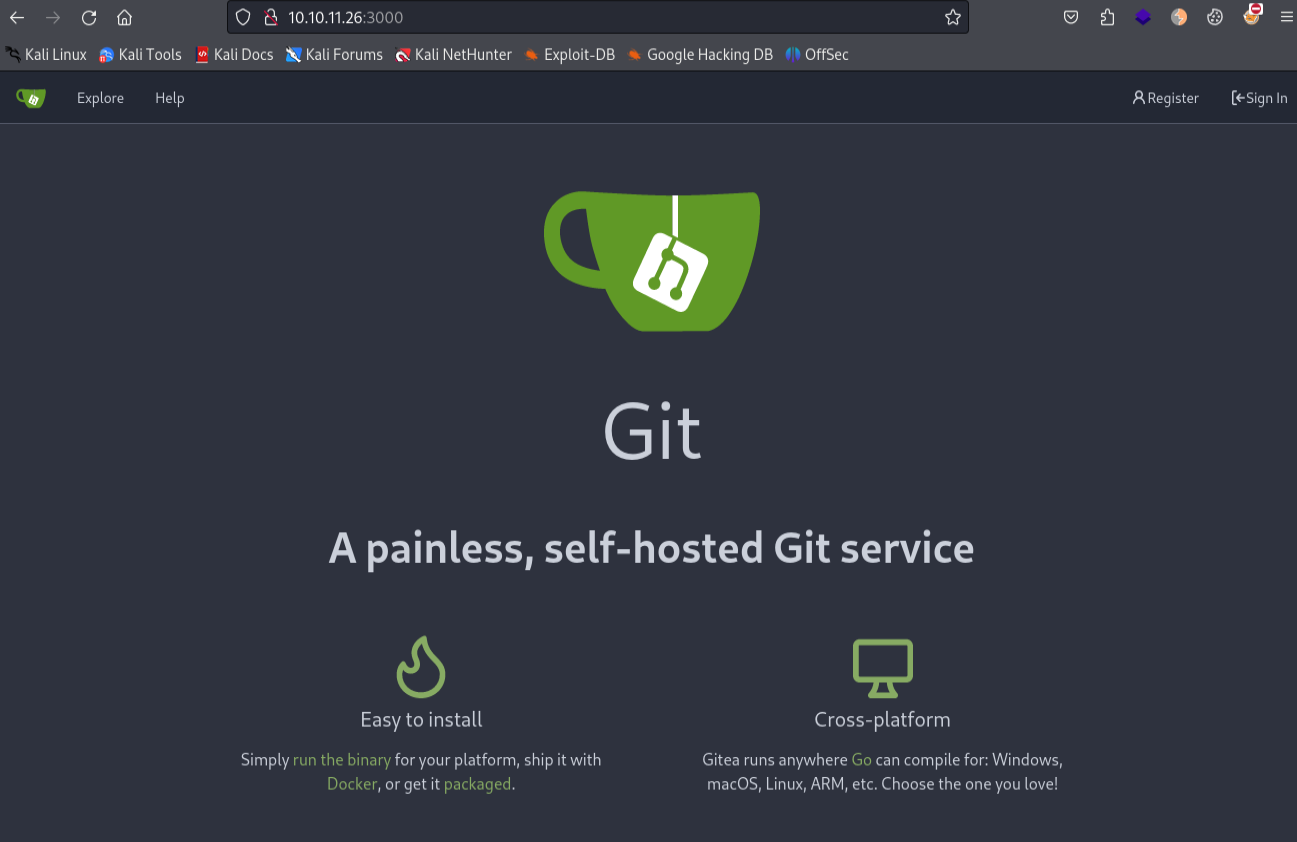 10.10.11.26:3000
Kali Linux Kali Tools Kali Docs Kali Forums Kali NetHunter Exploit-DB Google Hacking DB OffSec
Explore Help Register Sign In
Git
A painless, self-hosted Git service
Easy to install
Simply run the binary for your platform, ship it with
Docker, or get it packaged.
Cross-platform
Gitea runs anywhere Go can compile for: Windows,
macOS, Linux, ARM, etc. Choose the one you love!